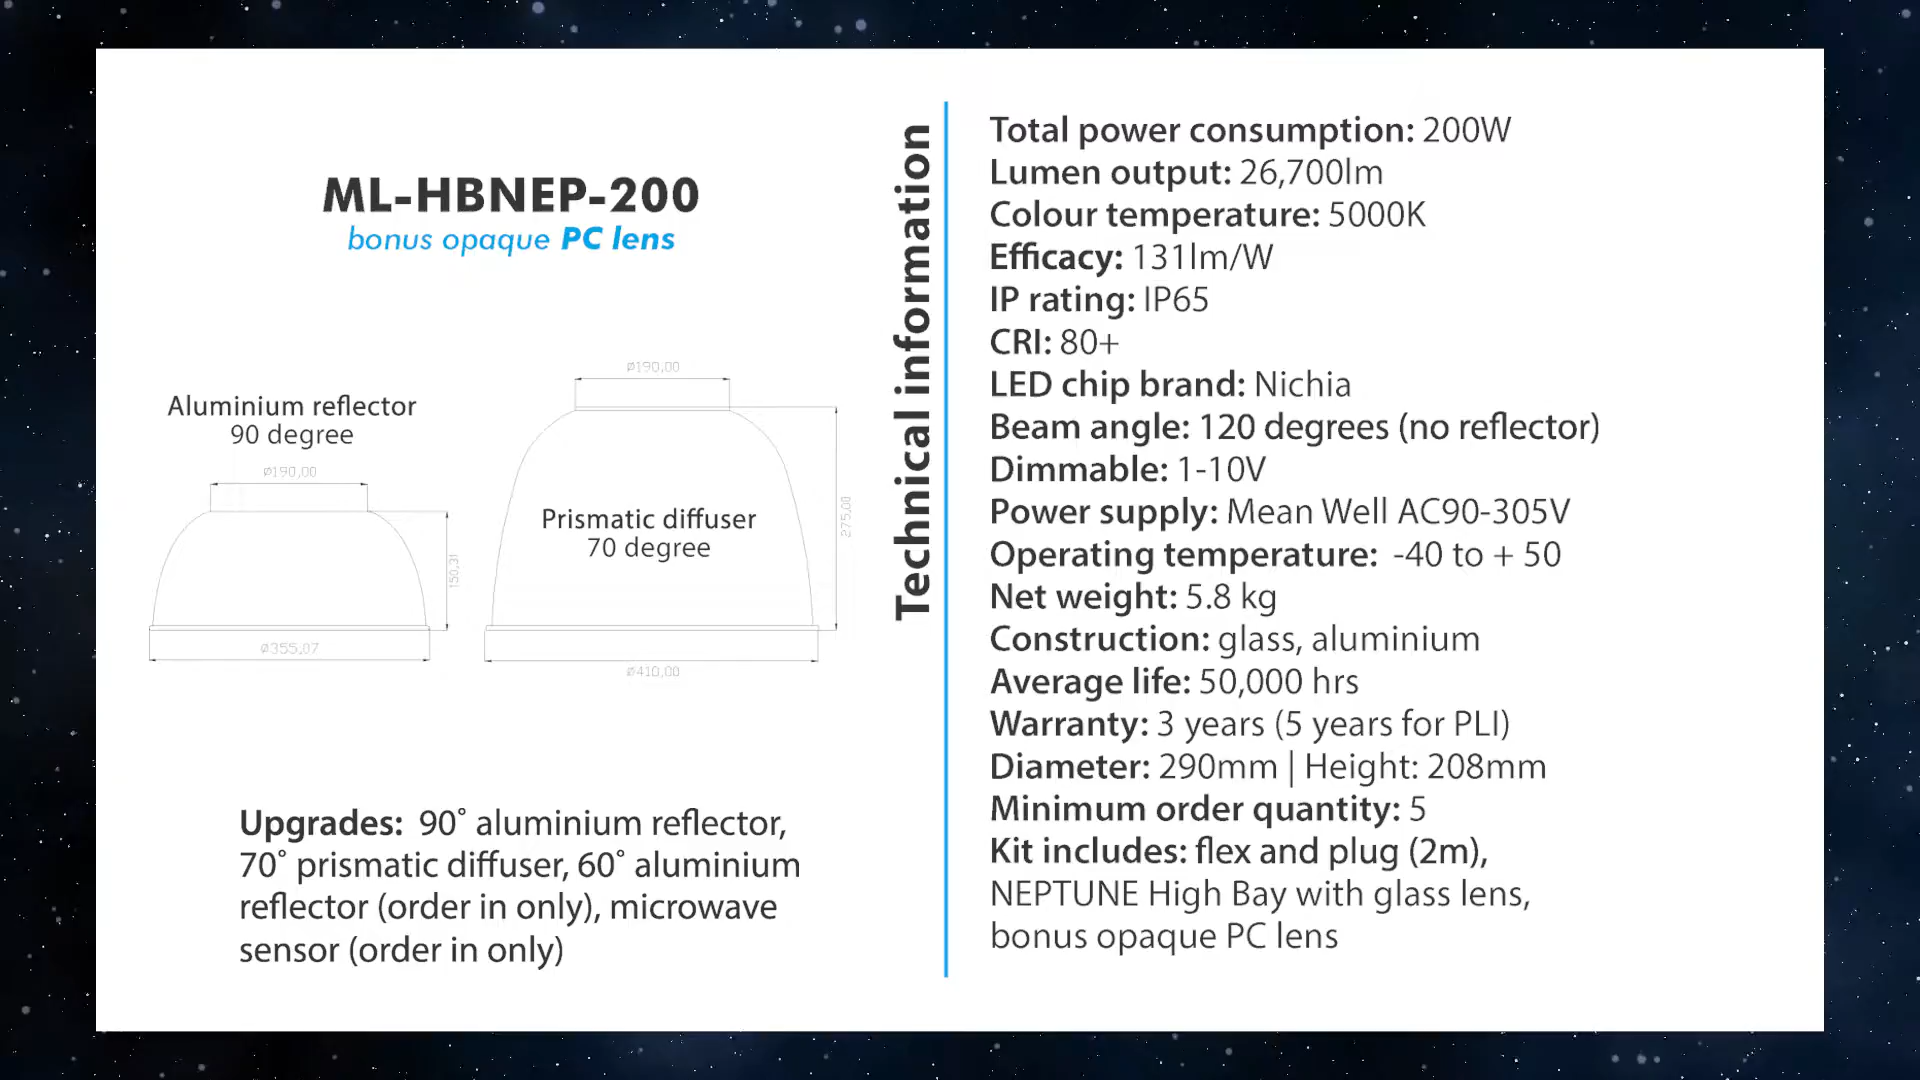 ML-HBNEP-200
bonus opaque PC lens
Aluminium reflector
90 degree
Ø190,00
150,31
Ø355,07
Ø190,00
Prismatic diffuser
70 degree
275,00
Ø410,00
Upgrades: 90˚ aluminium reflector,
70˚ prismatic diffuser, 60˚ aluminium
reflector (order in only), microwave
sensor (order in only)
Technical information
Total power consumption: 200W
Lumen output: 26,700lm
Colour temperature: 5000K
Efficacy: 131lm/W
IP rating: IP65
CRI: 80+
LED chip brand: Nichia
Beam angle: 120 degrees (no reflector)
Dimmable: 1-10V
Power supply: Mean Well AC90-305V
Operating temperature: -40 to + 50
Net weight: 5.8 kg
Construction: glass, aluminium
Average life: 50,000 hrs
Warranty: 3 years (5 years for PLI)
Diameter: 290mm | Height: 208mm
Minimum order quantity: 5
Kit includes: flex and plug (2m),
NEPTUNE High Bay with glass lens,
bonus opaque PC lens